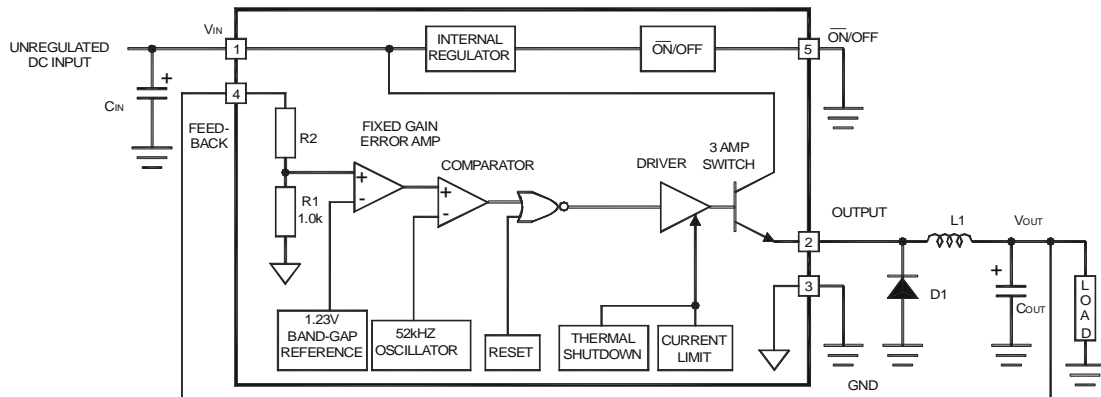 VIN
UNREGULATED
DC INPUT
1
INTERNAL
REGULATOR
ON/OFF
5
ON/OFF
+
CIN
4
FEED-
BACK
R2
FIXED GAIN
ERROR AMP
COMPARATOR
DRIVER
3 AMP
SWITCH
R1
1.0k
+
-
+
-
OUTPUT
2
L1
VOUT
3
D1
+
COUT
LOAD
1.23V
BAND-GAP
REFERENCE
52kHZ
OSCILLATOR
RESET
THERMAL
SHUTDOWN
CURRENT
LIMIT
GND